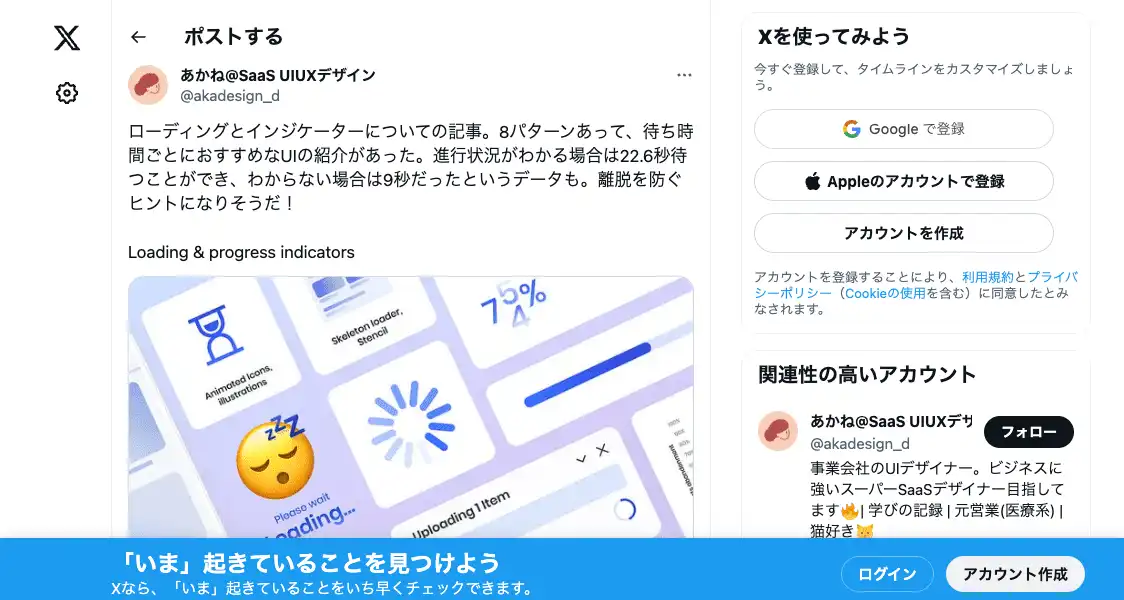 ポストする
あかね@SaaS UIUXデザイン
@akadesign_d
ローディングとインジケーターについての記事。8パターンあって、待ち時
間ごとにおすすめなUIの紹介があった。進行状況がわかる場合は22.6秒待
つことができ、わからない場合は9秒だったというデータも。離脱を防ぐ
ヒントになりそうだ！
Loading & progress indicators
Animated icons,
illustrations
Skeleton loader,
Stencil
75%
4
zzz
Please wait
Loading...
Uploading 1 Item
Xを使ってみよう
今すぐ登録して、タイムラインをカスタマイズしましょ
う。
Google で登録
Appleのアカウントで登録
アカウントを作成
アカウントを登録することにより、利用規約とプライバ
シーポリシー（Cookieの使用を含む）に同意したとみ
なされます。
関連性の高いアカウント
あかね@SaaS UIUXデザ
@akadesign_d
フォロー
事業会社のUIデザイナー。ビジネスに
強いスーパーSaaSデザイナー目指して
ます🔥| 学びの記録 | 元営業(医療系) |
猫好き🐱
「いま」起きていることを見つけよう
Xなら、「いま」起きていることをいち早くチェックできます。
ログイン
アカウント作成